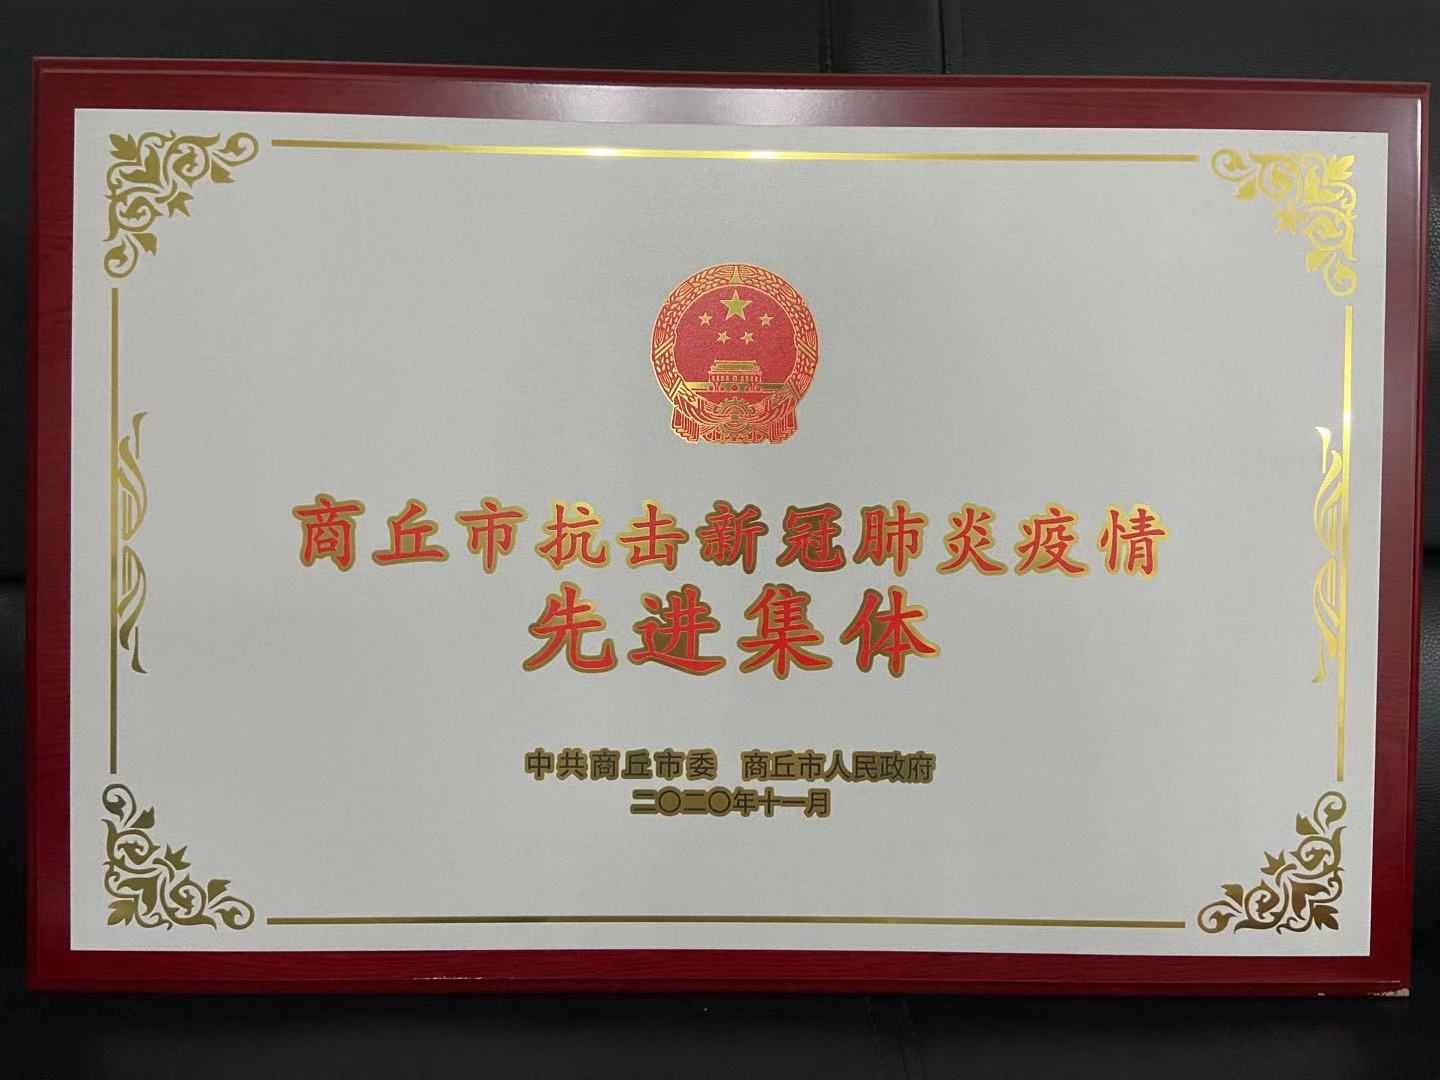 商丘市抗击新冠肺炎疫情
先进集体
中共商丘市委 商丘市人民政府
二〇二〇年十一月